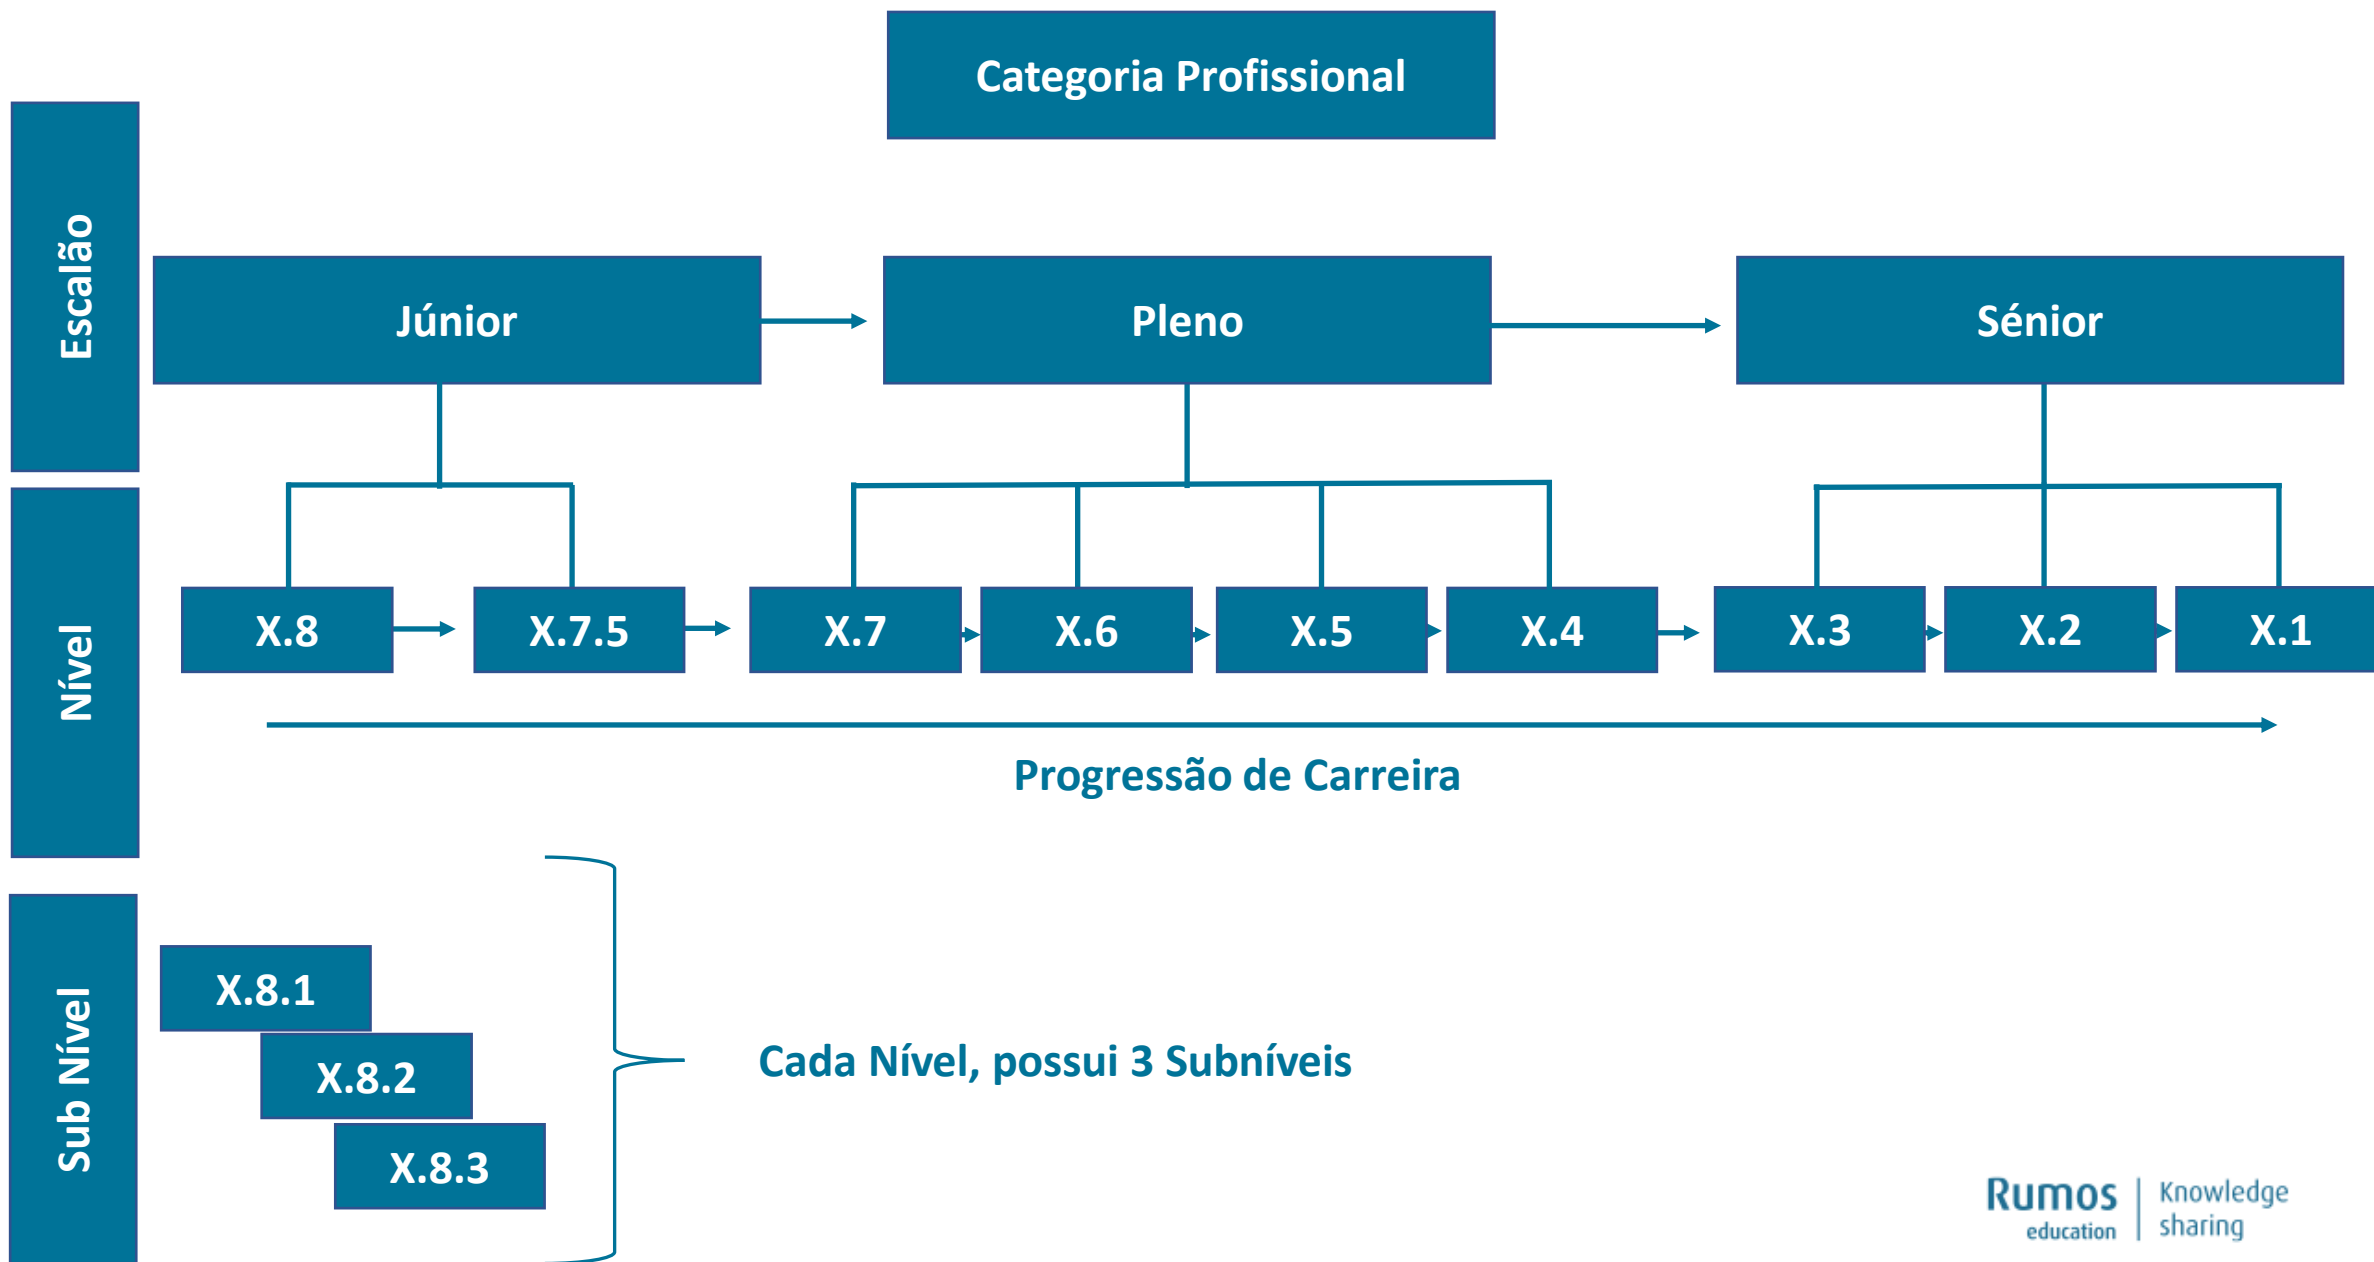 Categoria Profissional
Escalão
Júnior
Pleno
Sénior
Nível
X.8
X.7.5
X.7
X.6
X.5
X.4
X.3
X.2
X.1
Progressão de Carreira
Sub Nível
X.8.1
X.8.2
X.8.3
Cada Nível, possui 3 Subníveis
Rumos
education
Knowledge
sharing